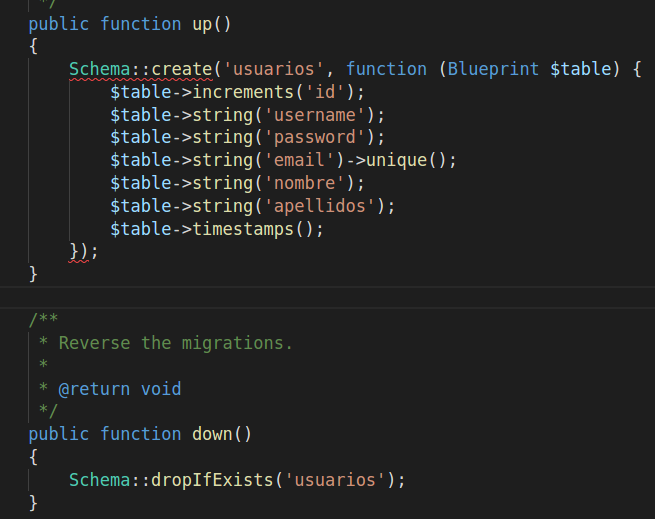 */
public function up()
{
Schema::create('usuarios', function (Blueprint $table) {
$table->increments('id');
$table->string('username');
$table->string('password');
$table->string('email')->unique();
$table->string('nombre');
$table->string('apellidos');
$table->timestamps();
});
}
/**
* Reverse the migrations.
*
* @return void
*/
public function down()
{
Schema::dropIfExists('usuarios');
}